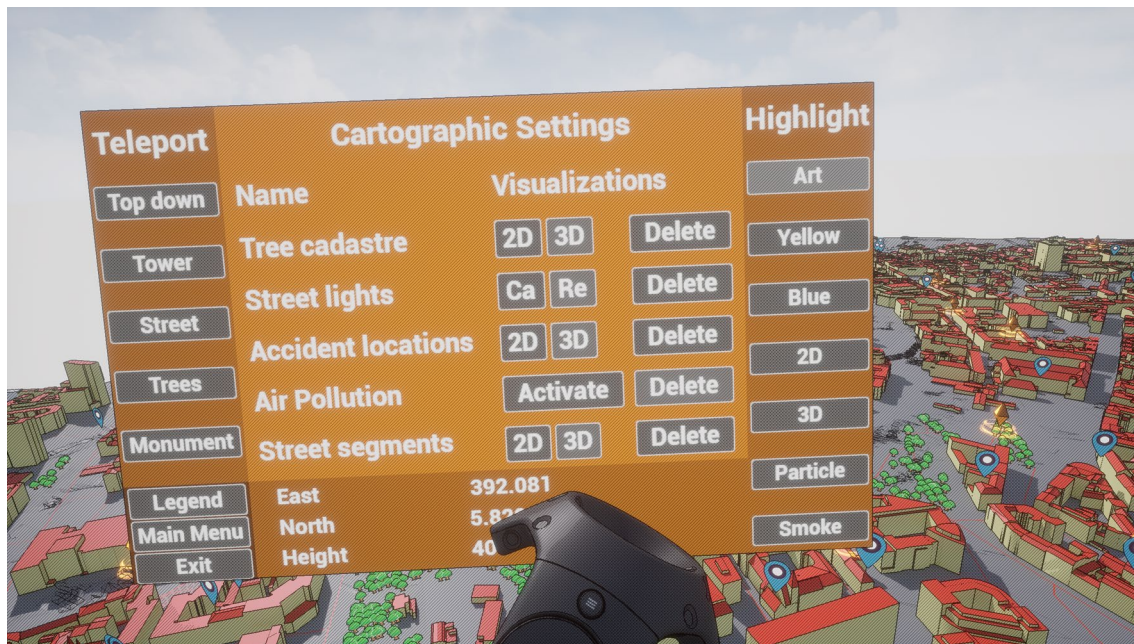 Teleport
Top down
Tower
Street
Trees
Monument
Legend
Main Menu
Exit
Cartographic Settings
Name Visualizations
Tree cadastre 2D 3D Delete
Street lights Ca Re Delete
Accident locations 2D 3D Delete
Air Pollution Activate Delete
Street segments 2D 3D Delete
East 392.081
North
Height
Highlight
Art
Yellow
Blue
2D
3D
Particle
Smoke